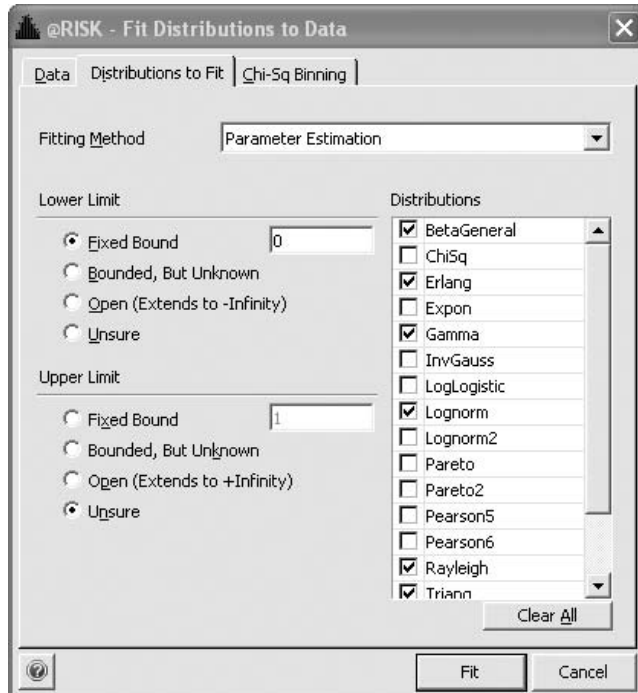 @RISK - Fit Distributions to Data
Data
Distributions to Fit
Chi-Sq Binning
Fitting Method
Parameter Estimation
Lower Limit
Fixed Bound
0
Bounded, But Unknown
Open (Extends to -Infinity)
Unsure
Upper Limit
Fixed Bound
1
Bounded, But Unknown
Open (Extends to +Infinity)
Unsure
Distributions
BetaGeneral
ChiSq
Erlang
Expon
Gamma
InvGauss
LogLogistic
Lognorm
Lognorm2
Pareto
Pareto2
Pearson5
Pearson6
Rayleigh
Triang
Clear All
Fit
Cancel